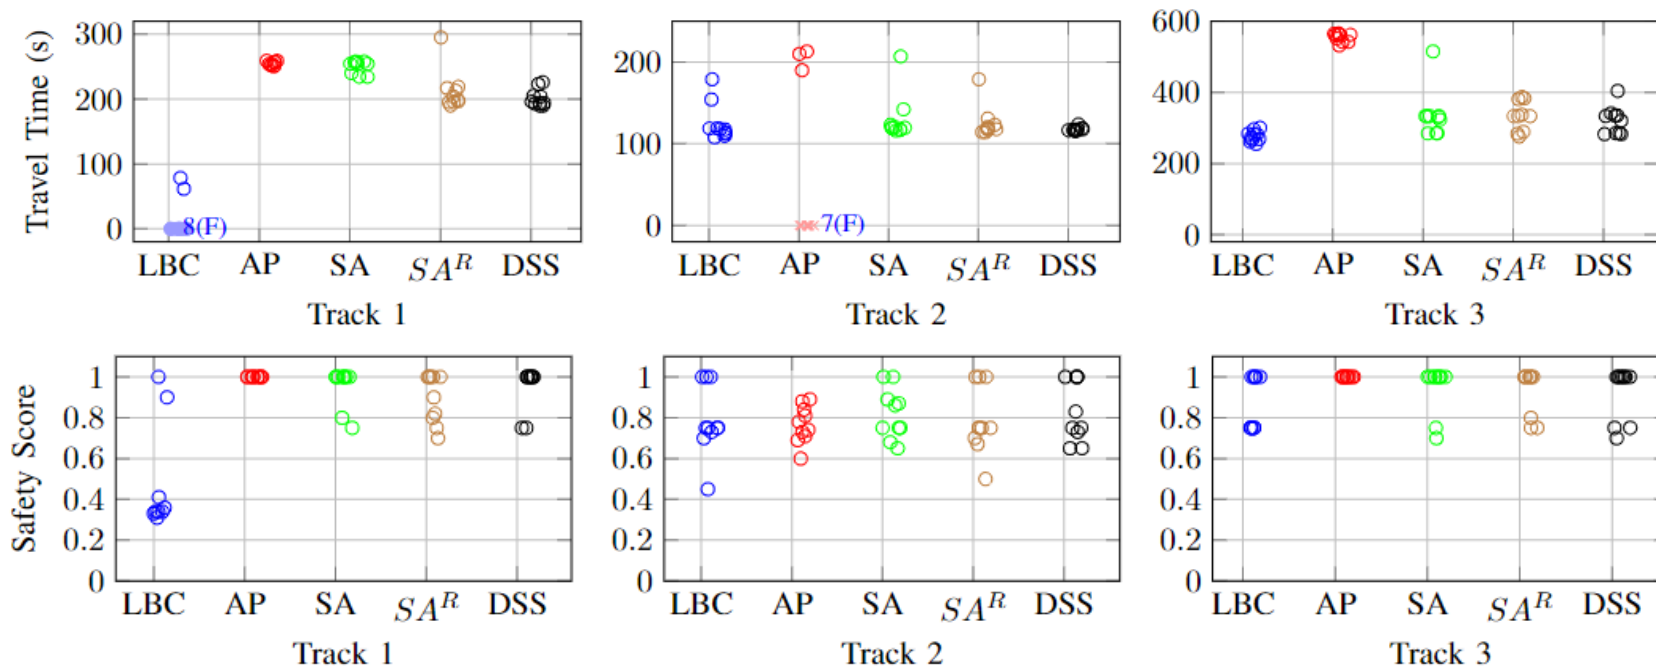 Travel Time (s)
300
200
100
0
8(F)
LBC AP SA SA^R DSS
Track 1
200
100
0
7(F)
LBC AP SA SA^R DSS
Track 2
600
400
200
0
LBC AP SA SA^R DSS
Track 3
Safety Score
1
0.8
0.6
0.4
0.2
0
LBC AP SA SA^R DSS
Track 1
1
0.8
0.6
0.4
0.2
0
LBC AP SA SA^R DSS
Track 2
1
0.8
0.6
0.4
0.2
0
LBC AP SA SA^R DSS
Track 3